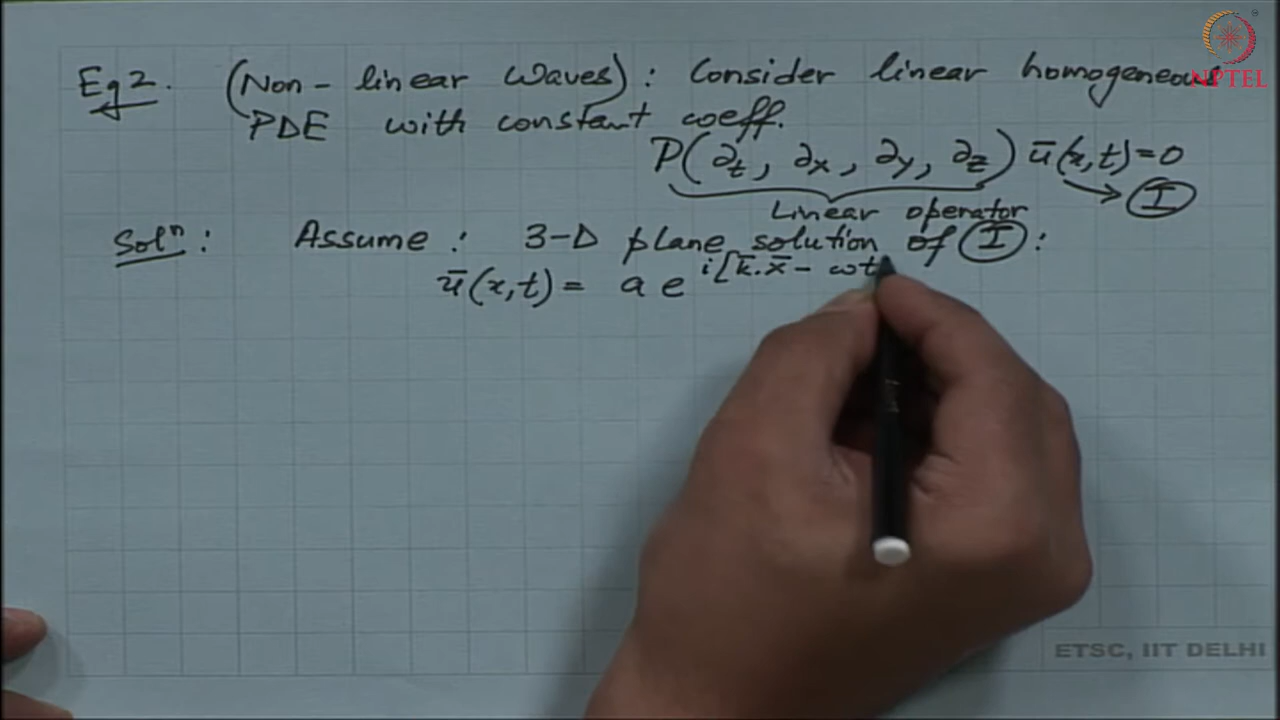 Eg 2. (Non-linear Waves): Consider linear homogeneous
PDE with constant coeff.
P(∂t, ∂x, ∂y, ∂z) ū(x,t)=0
I
Linear operator
Solⁿ: Assume: 3-D plane solution of I:
ū(x,t) = a e^i[k̄.x̄ - ωt
NPTEL
ETSC, IIT DELHI